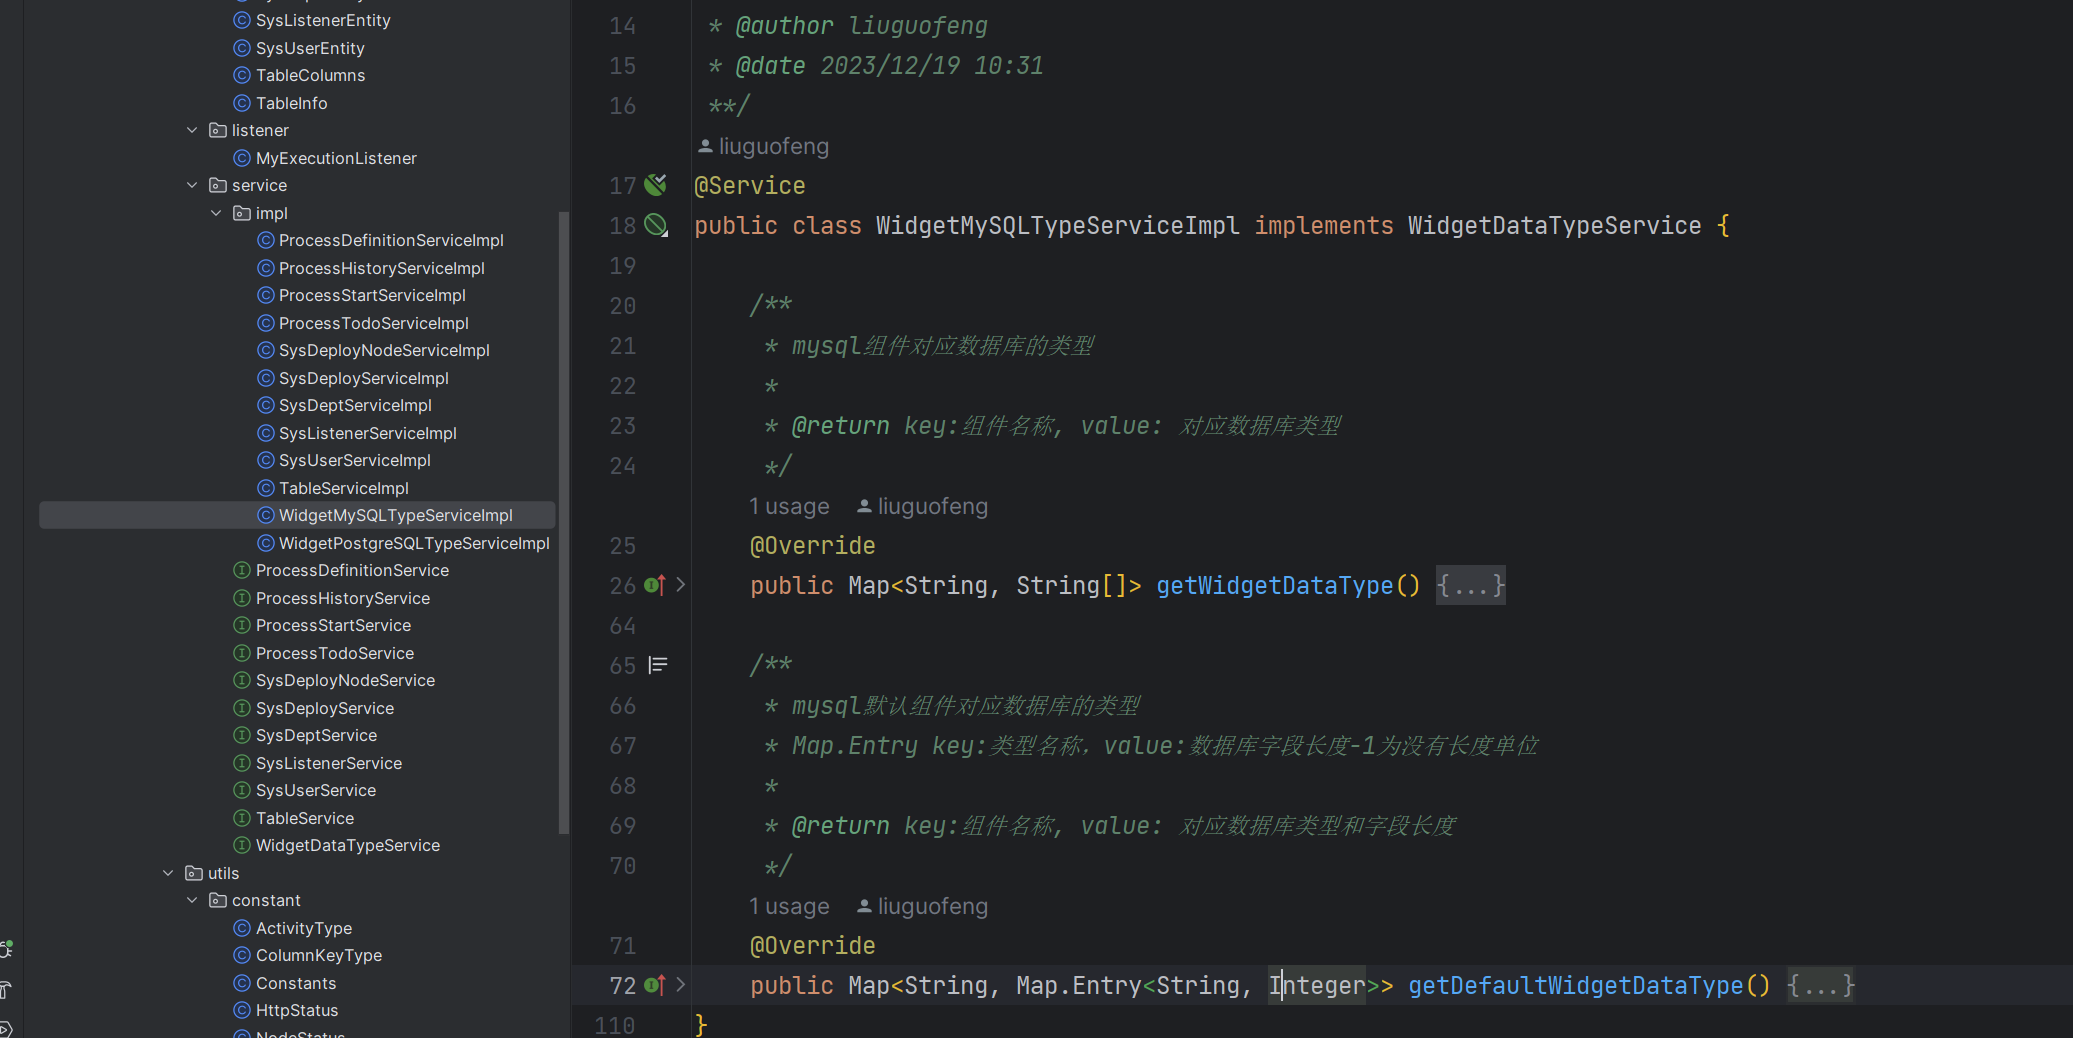 SysListenerEntity
SysUserEntity
TableColumns
TableInfo
listener
MyExecutionListener
service
impl
ProcessDefinitionServiceImpl
ProcessHistoryServiceImpl
ProcessStartServiceImpl
ProcessTodoServiceImpl
SysDeployNodeServiceImpl
SysDeployServiceImpl
SysDeptServiceImpl
SysListenerServiceImpl
SysUserServiceImpl
TableServiceImpl
WidgetMySQLTypeServiceImpl
WidgetPostgreSQLTypeServiceImpl
ProcessDefinitionService
ProcessHistoryService
ProcessStartService
ProcessTodoService
SysDeployNodeService
SysDeployService
SysDeptService
SysListenerService
SysUserService
TableService
WidgetDataTypeService
utils
constant
ActivityType
ColumnKeyType
Constants
HttpStatus
NodeStatus
14 * @author liuguofeng
15 * @date 2023/12/19 10:31
16 **/
liuguofeng
17 @Service
18 public class WidgetMySQLTypeServiceImpl implements WidgetDataTypeService {
19
20 /**
21 * mysql组件对应数据库的类型
22 *
23 * @return key:组件名称, value: 对应数据库类型
24 */
1 usage liuguofeng
25 @Override
26 public Map<String, String[]> getWidgetDataType() {...}
64
65 /**
66 * mysql默认组件对应数据库的类型
67 * Map.Entry key:类型名称，value:数据库字段长度-1为没有长度单位
68 *
69 * @return key:组件名称, value: 对应数据库类型和字段长度
70 */
1 usage liuguofeng
71 @Override
72 public Map<String, Map.Entry<String, Integer>> getDefaultWidgetDataType() {...}
110 }